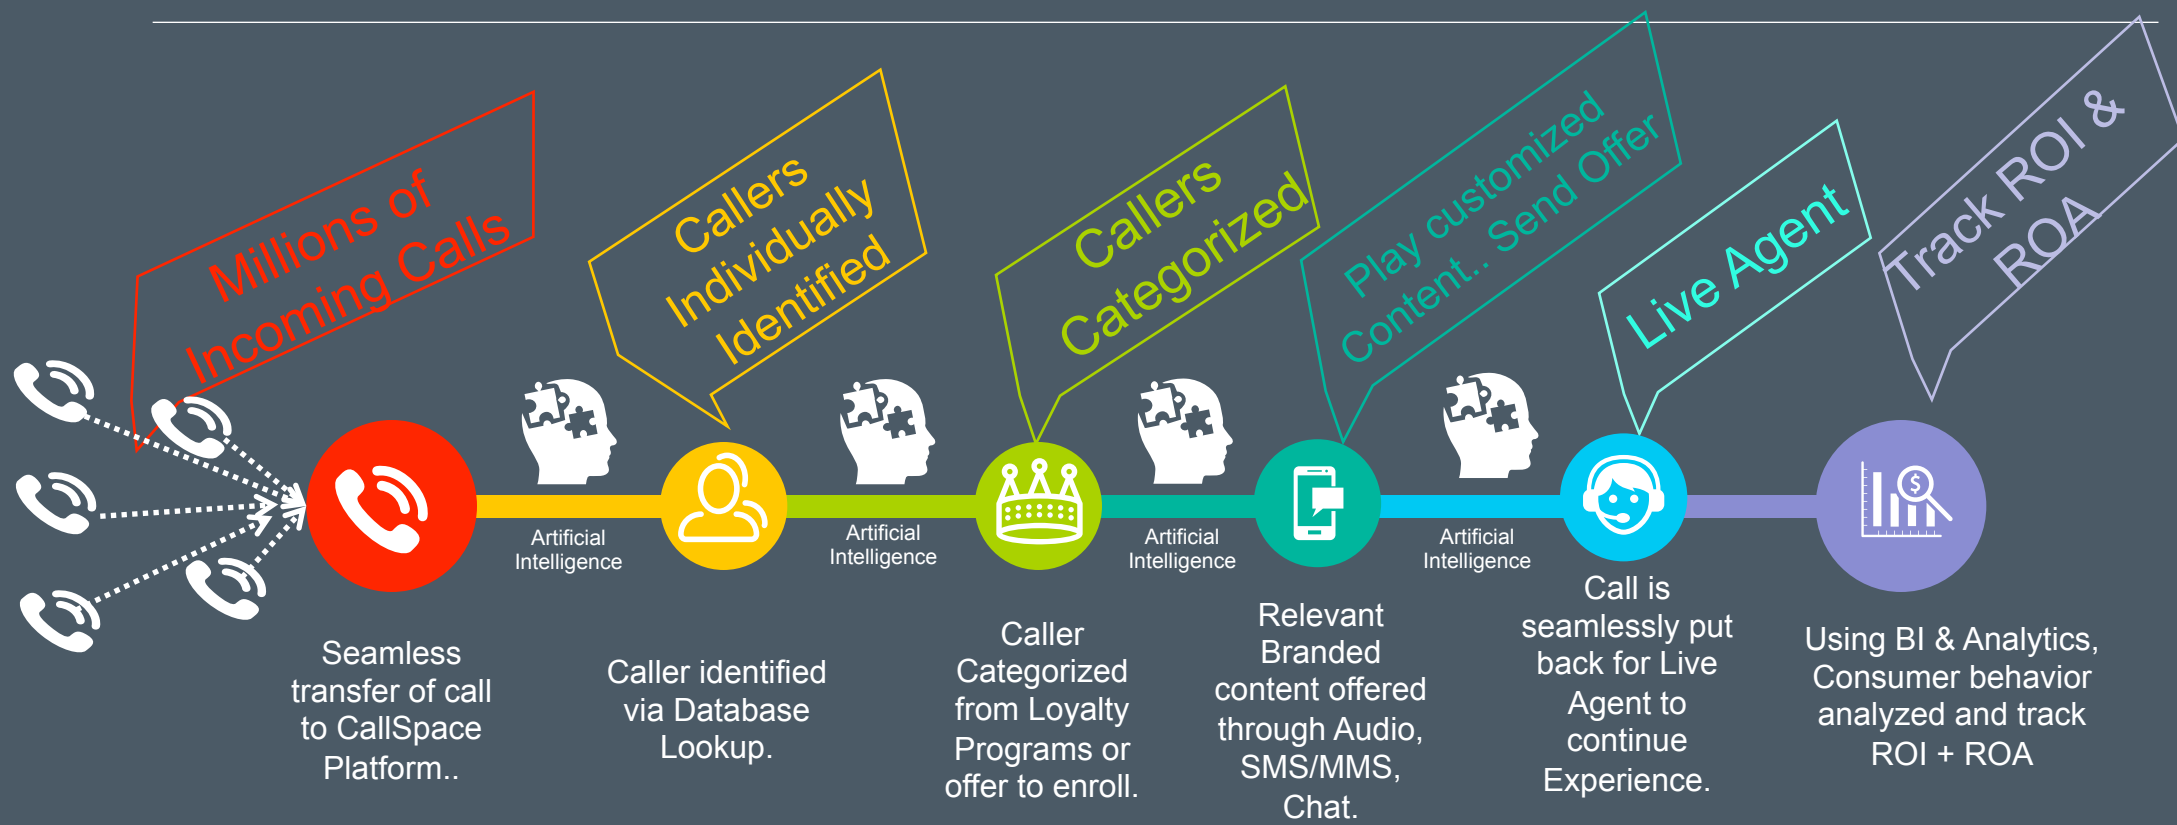 Millions of
Incoming Calls
Callers
Individually
Identified
Callers
Categorized
Play customized
Content.. Send Offer
Live Agent
Track ROI &
ROA
Artificial
Intelligence
Artificial
Intelligence
Artificial
Intelligence
Artificial
Intelligence
Seamless
transfer of call
to CallSpace
Platform..
Caller identified
via Database
Lookup.
Caller
Categorized
from Loyalty
Programs or
offer to enroll.
Relevant
Branded
content offered
through Audio,
SMS/MMS,
Chat.
Call is
seamlessly put
back for Live
Agent to
continue
Experience.
Using BI & Analytics,
Consumer behavior
analyzed and track
ROI + ROA
$